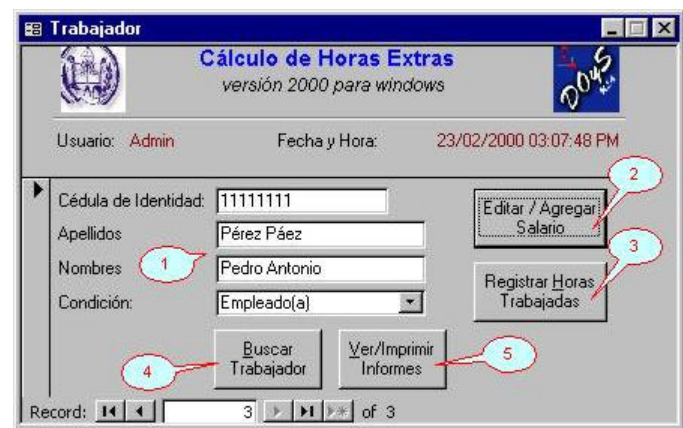 Trabajador
Cálculo de Horas Extras
versión 2000 para windows
DOYS
Usuario: Admin Fecha y Hora: 23/02/2000 03:07:48 PM
2
Cédula de Identidad: 11111111
Editar / Agregar
Salario
Apellidos Pérez Páez
3
1
Nombres Pedro Antonio
Registrar Horas
Trabajadas
Condición: Empleado(a)
Buscar
Trabajador
Ver/Imprimir
Informes
4
5
Record: 3 of 3